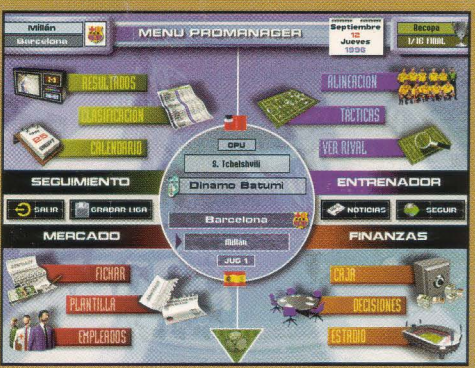 Millán
Barcelona
MENU PROMANAGER
Septiembre
12
Jueves
1996
Recopa
1/16 FINAL
RESULTADOS
CLASIFICACION
CALENDARIO
ALINEACION
TACTICAS
VER RIVAL
CPU
S. Tchelshvili
Dinamo Batumi
SEGUIMIENTO
ENTRENADOR
SALIR
GRABAR LIGA
NOTICIAS
SEGUIR
Barcelona
Millán
JUG 1
MERCADO
FINANZAS
FICHAR
PLANTILLA
EMPLEADOS
CAJA
DECISIONES
ESTADIO